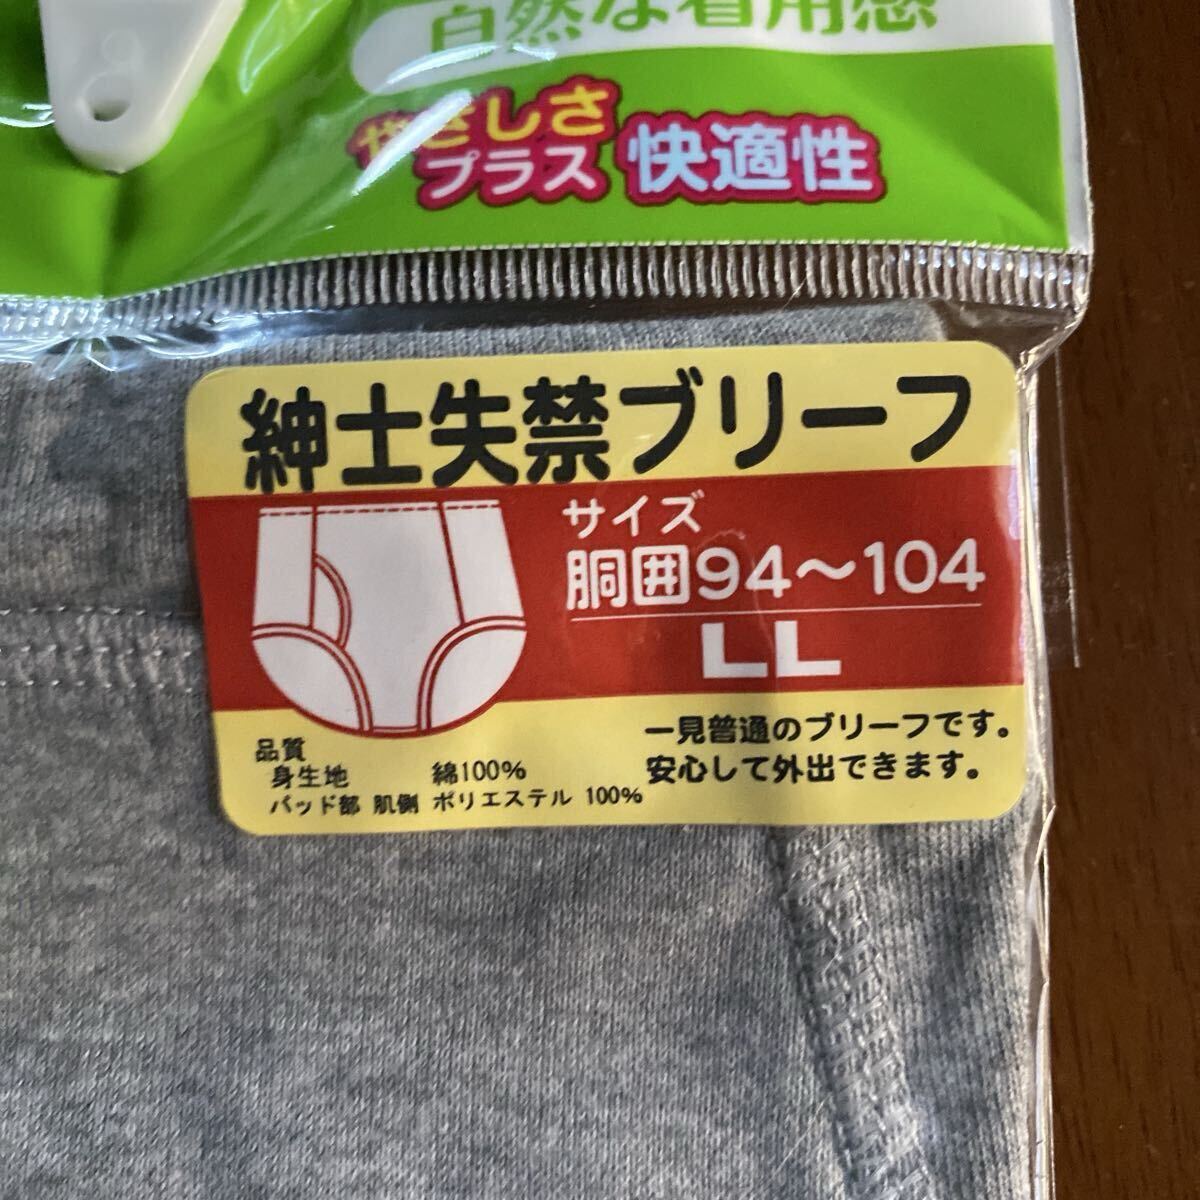 自然な着用感
やさしさ
プラス 快適性
紳士失禁ブリーフ
サイズ
胴囲94～104
LL
一見普通のブリーフです。
安心して外出できます。
品質
身生地 綿100%
パッド部 肌側 ポリエステル 100%